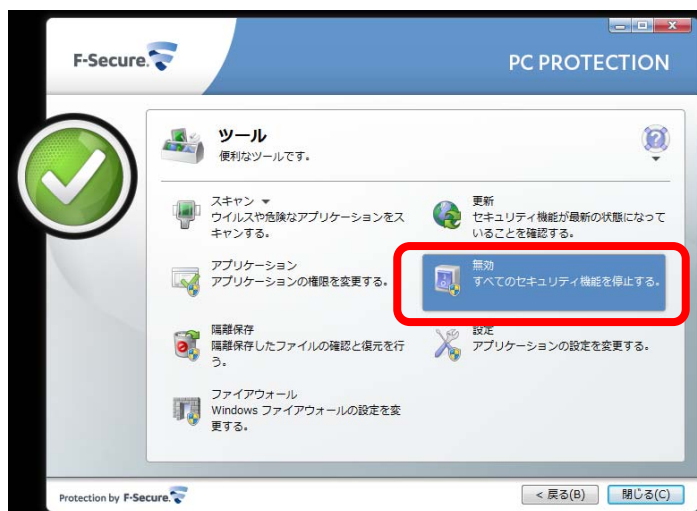 F-Secure.
PC PROTECTION
ツール
便利なツールです。
スキャン
ウイルスや危険なアプリケーションをス
キャンする。
更新
セキュリティ機能が最新の状態になって
いることを確認する。
アプリケーション
アプリケーションの権限を変更する。
無効
すべてのセキュリティ機能を停止する。
隔離保存
隔離保存したファイルの確認と復元を行
う。
設定
アプリケーションの設定を変更する。
ファイアウォール
Windows ファイアウォールの設定を変
更する。
Protection by F-Secure.
< 戻る(B)
閉じる(C)